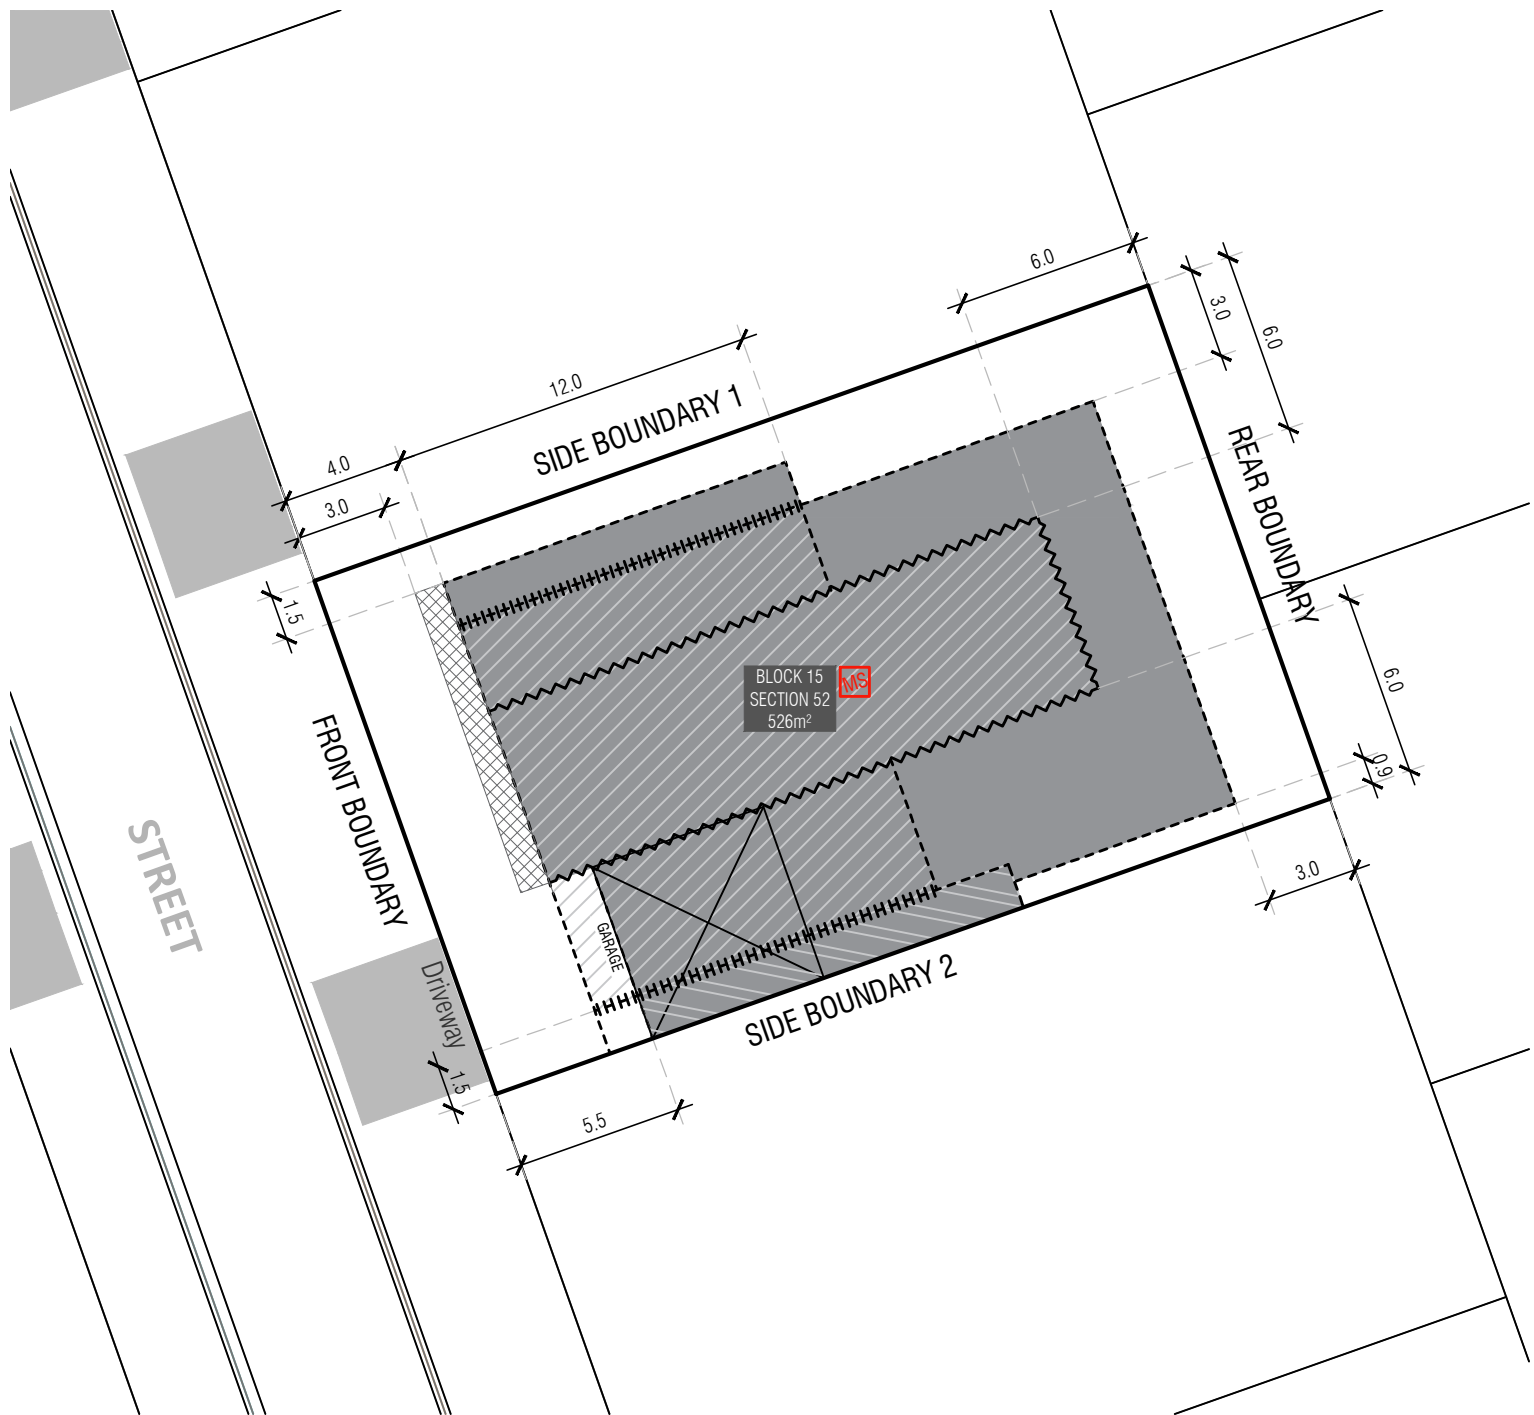 6.0
3.0
6.0
12.0
SIDE BOUNDARY 1
4.0
3.0
1.5
REAR BOUNDARY
BLOCK 15
SECTION 52
526m²
MS
6.0
0.9
FRONT BOUNDARY
STREET
GARAGE
Driveway
SIDE BOUNDARY 2
3.0
1.5
5.5